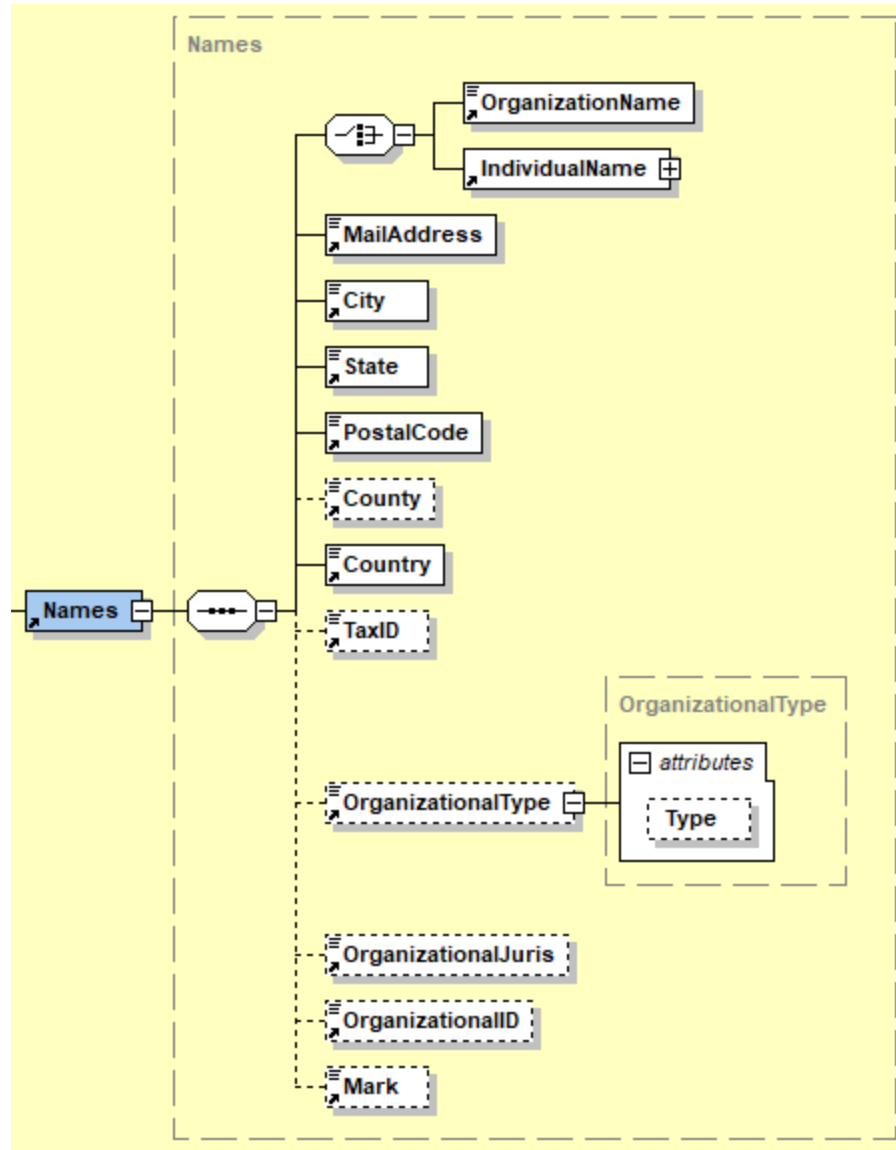 Names
OrganizationName
IndividualName
MailAddress
City
State
PostalCode
County
Country
Names
TaxID
OrganizationalType
attributes
OrganizationalType
Type
OrganizationalJuris
OrganizationalID
Mark